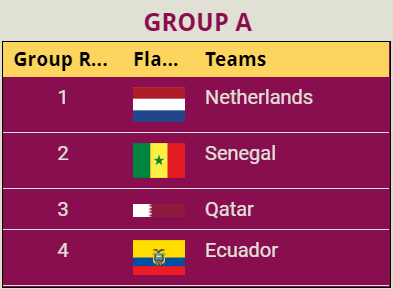 GROUP A
Group R... Fla... Teams
1 Netherlands
2 Senegal
3 Qatar
4 Ecuador